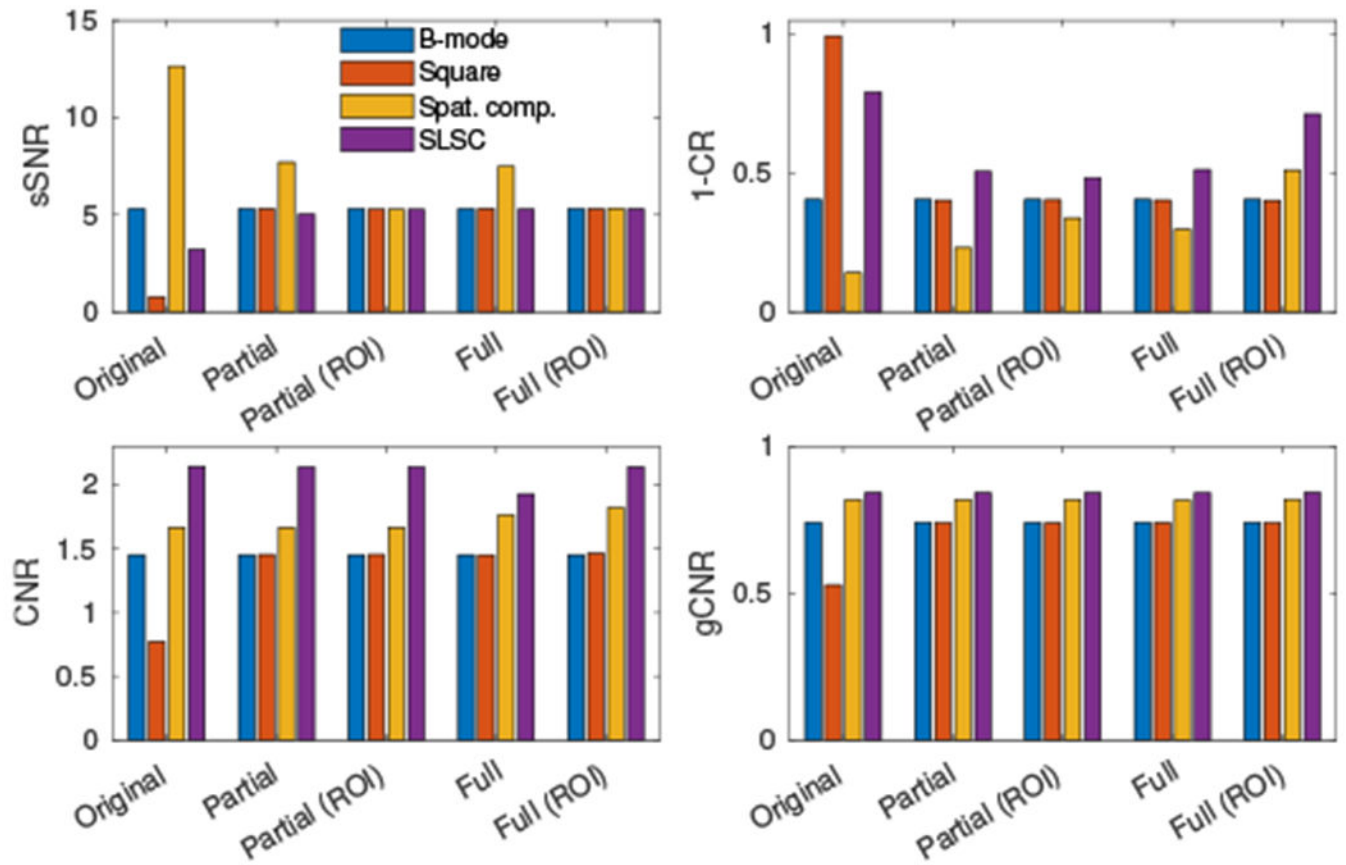 15
10
5
0
sSNR
B-mode
Square
Spat. comp.
SLSC
Original
Partial
Partial (ROI)
Full
Full (ROI)
1
0.5
0
1-CR
Original
Partial
Partial (ROI)
Full
Full (ROI)
2
1.5
1
0.5
0
CNR
Original
Partial
Partial (ROI)
Full
Full (ROI)
1
0.5
0
gCNR
Original
Partial
Partial (ROI)
Full
Full (ROI)